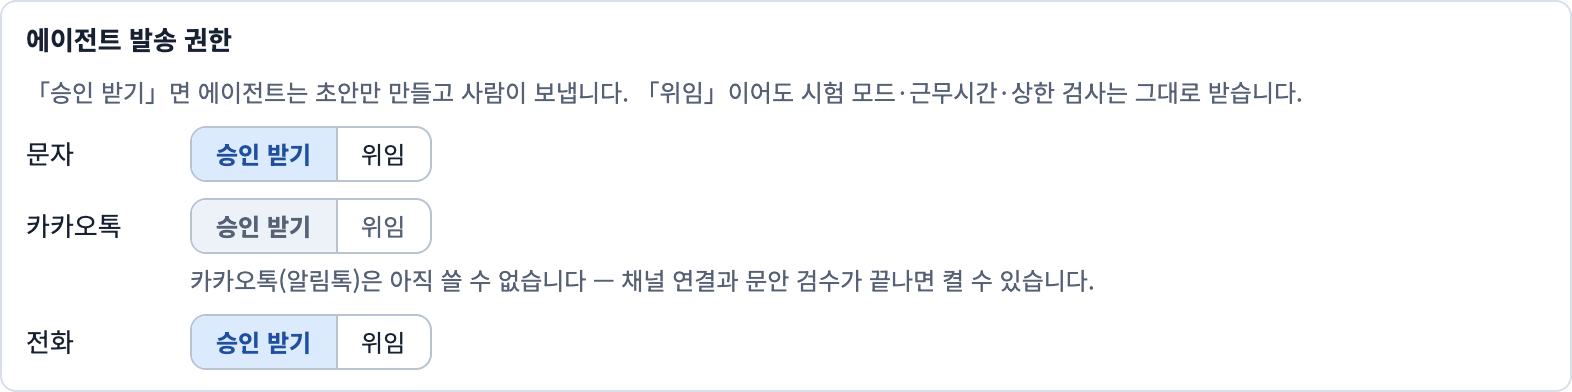 에이전트 발송 권한
「승인 받기」면 에이전트는 초안만 만들고 사람이 보냅니다. 「위임」이어도 시험 모드·근무시간·상한 검사는 그대로 받습니다.
문자 승인 받기 위임
카카오톡 승인 받기 위임
카카오톡(알림톡)은 아직 쓸 수 없습니다 — 채널 연결과 문안 검수가 끝나면 켤 수 있습니다.
전화 승인 받기 위임